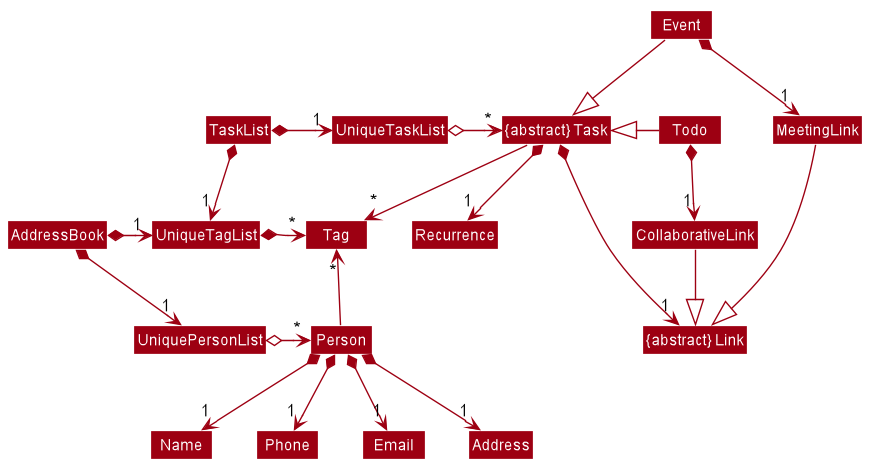 Event
1
TaskList
1
UniqueTaskList
*
{abstract} Task
Todo
MeetingLink
1
*
1
1
AddressBook
1
UniqueTagList
*
Tag
Recurrence
CollaborativeLink
*
1
1
UniquePersonList
*
Person
{abstract} Link
1
1
1
1
Name
Phone
Email
Address